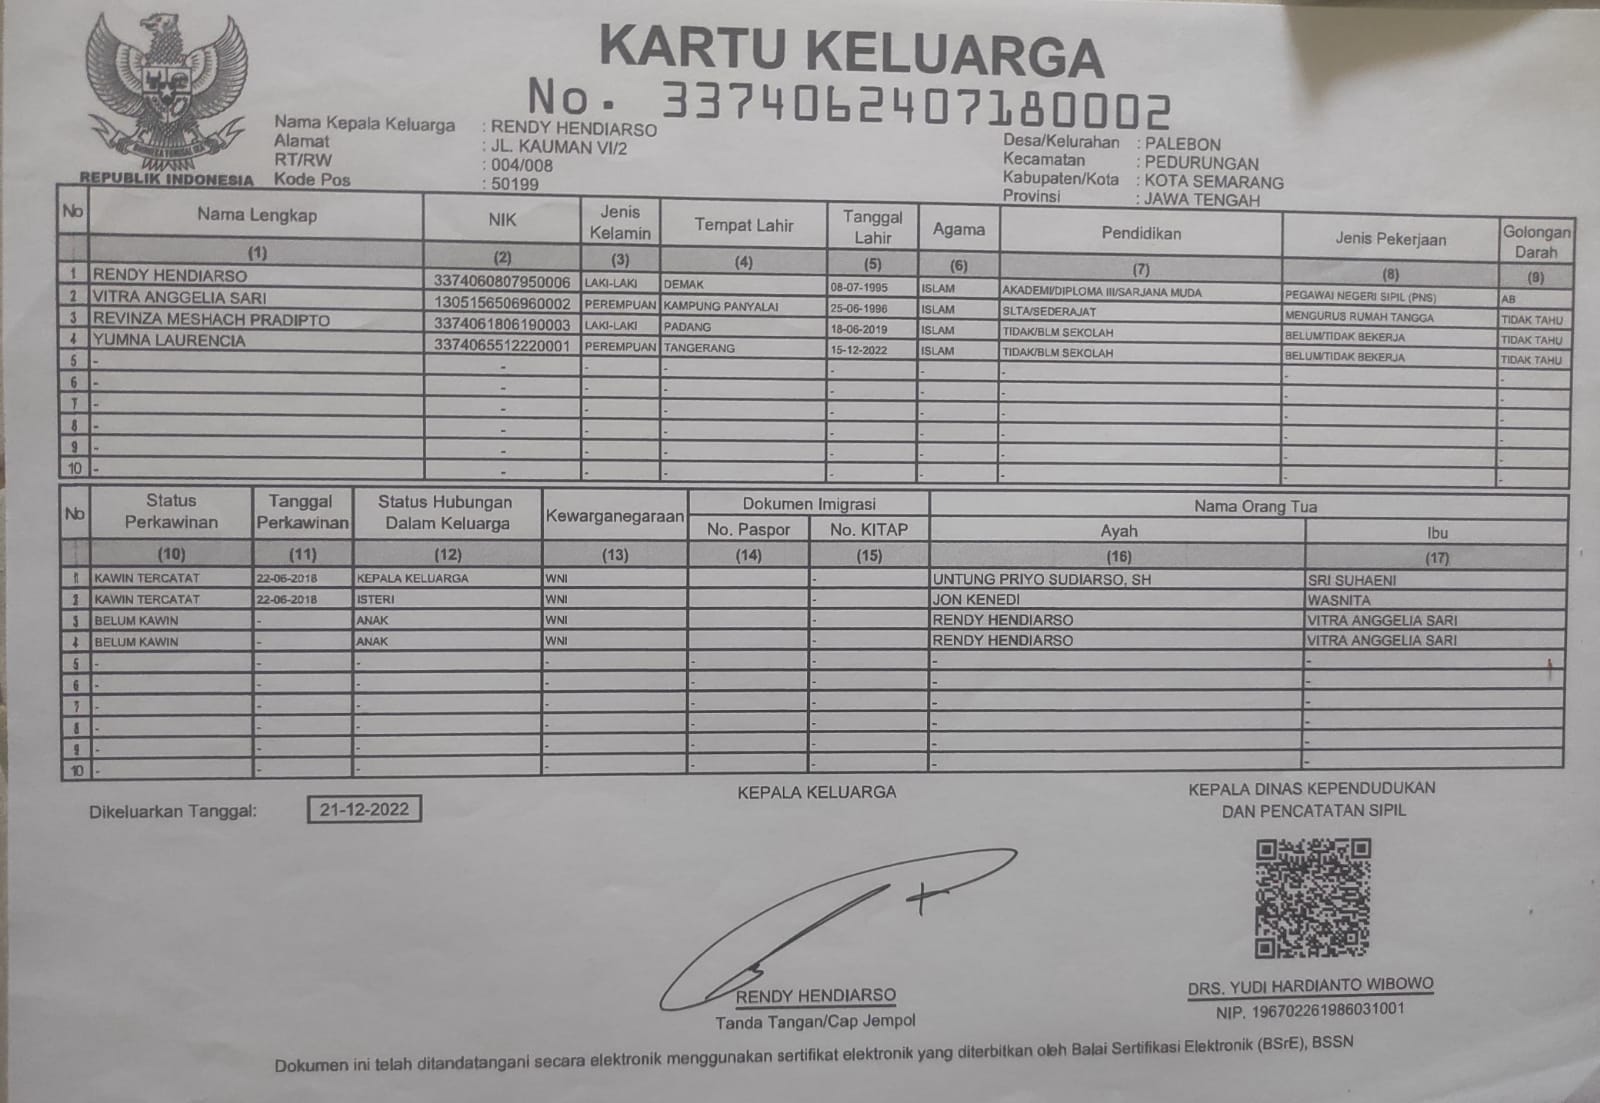 KARTU KELUARGA
No. 3374062407180002
Nama Kepala Keluarga : RENDY HENDIARSO
Alamat : JL. KAUMAN VI/2
RT/RW : 004/008
Kode Pos : 50199
Desa/Kelurahan : PALEBON
Kecamatan : PEDURUNGAN
Kabupaten/Kota : KOTA SEMARANG
Provinsi : JAWA TENGAH
REPUBLIK INDONESIA
No Nama Lengkap NIK Jenis Kelamin Tempat Lahir Tanggal Lahir Agama Pendidikan Jenis Pekerjaan Golongan Darah
(1) (2) (3) (4) (5) (6) (7) (8) (9)
1 RENDY HENDIARSO 3374060807950006 LAKI-LAKI DEMAK 08-07-1995 ISLAM AKADEMI/DIPLOMA III/SARJANA MUDA PEGAWAI NEGERI SIPIL (PNS) AB
2 VITRA ANGGELIA SARI 1305156506960002 PEREMPUAN KAMPUNG PANYALAI 25-06-1996 ISLAM SLTA/SEDERAJAT MENGURUS RUMAH TANGGA TIDAK TAHU
3 REVINZA MESHACH PRADIPTO 3374061806190003 LAKI-LAKI PADANG 18-06-2019 ISLAM TIDAK/BLM SEKOLAH BELUM/TIDAK BEKERJA TIDAK TAHU
4 YUMNA LAURENCIA 3374065512220001 PEREMPUAN TANGERANG 15-12-2022 ISLAM TIDAK/BLM SEKOLAH BELUM/TIDAK BEKERJA TIDAK TAHU
5 - - - - - - - - -
6 - - - - - - - - -
7 - - - - - - - - -
8 - - - - - - - - -
9 - - - - - - - - -
10 - - - - - - - - -
No Status Perkawinan Tanggal Perkawinan Status Hubungan Dalam Keluarga Kewarganegaraan Dokumen Imigrasi Nama Orang Tua
No. Paspor No. KITAP Ayah Ibu
(10) (11) (12) (13) (14) (15) (16) (17)
1 KAWIN TERCATAT 22-06-2018 KEPALA KELUARGA WNI - UNTUNG PRIYO SUDIARSO, SH SRI SUHAENI
2 KAWIN TERCATAT 22-06-2018 ISTERI WNI - JON KENEDI WASNITA
3 BELUM KAWIN - ANAK WNI - RENDY HENDIARSO VITRA ANGGELIA SARI
4 BELUM KAWIN - ANAK WNI - RENDY HENDIARSO VITRA ANGGELIA SARI
5 - - - - - - - -
6 - - - - - - - -
7 - - - - - - - -
8 - - - - - - - -
9 - - - - - - - -
10 - - - - - - - -
Dikeluarkan Tanggal: 21-12-2022
KEPALA KELUARGA
RENDY HENDIARSO
Tanda Tangan/Cap Jempol
KEPALA DINAS KEPENDUDUKAN
DAN PENCATATAN SIPIL
DRS. YUDI HARDIANTO WIBOWO
NIP. 196702261986031001
Dokumen ini telah ditandatangani secara elektronik menggunakan sertifikat elektronik yang diterbitkan oleh Balai Sertifikasi Elektronik (BSrE), BSSN